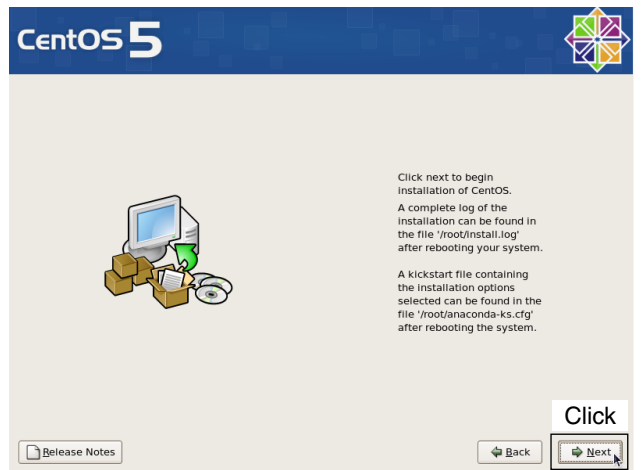 CentOS 5
Click next to begin
installation of CentOS.
A complete log of the
installation can be found in
the file '/root/install.log'
after rebooting your system.
A kickstart file containing
the installation options
selected can be found in the
file '/root/anaconda-ks.cfg'
after rebooting the system.
Click
Release Notes
Back
Next